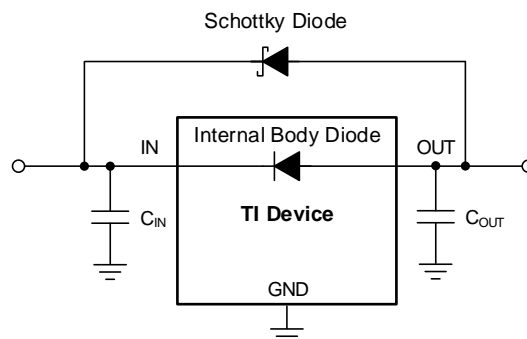 Schottky Diode
Internal Body Diode
IN
OUT
TI Device
CIN
COUT
GND